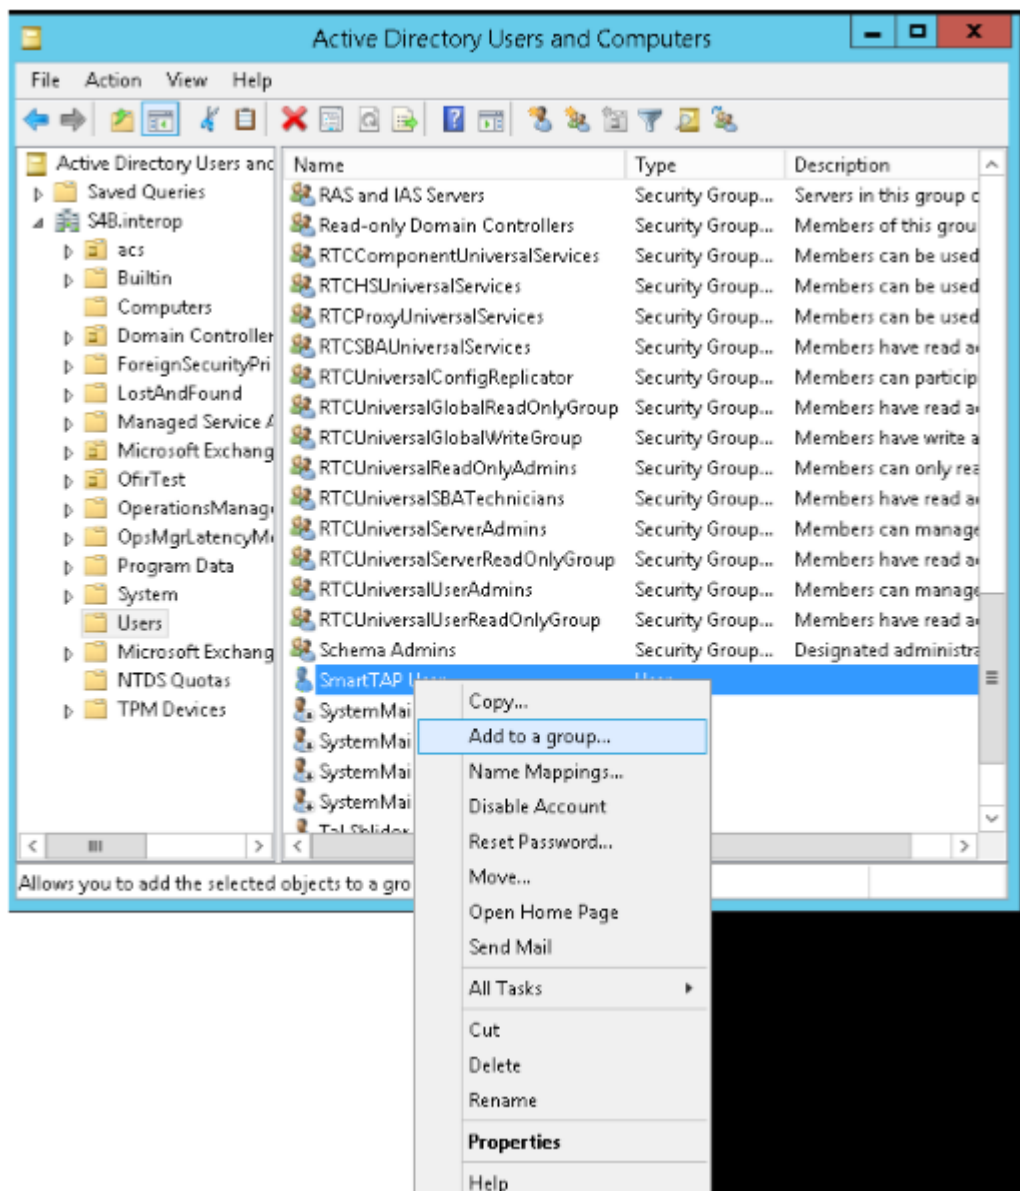 Active Directory Users and Computers
File Action View Help
Active Directory Users and
Saved Queries
S4B.interop
acs
Builtin
Computers
Domain Controller
ForeignSecurityPri
LostAndFound
Managed Service A
Microsoft Exchang
OfirTest
OperationsManag
OpsMgrLatencyM
Program Data
System
Users
Microsoft Exchang
NTDS Quotas
TPM Devices
Name Type Description
RAS and IAS Servers Security Group... Servers in this group c
Read-only Domain Controllers Security Group... Members of this grou
RTCComponentUniversalServices Security Group... Members can be used
RTCHSUniversalServices Security Group... Members can be used
RTCProxyUniversalServices Security Group... Members can be used
RTCSBAUniversalServices Security Group... Members have read a
RTCUniversalConfigReplicator Security Group... Members can particip
RTCUniversalGlobalReadOnlyGroup Security Group... Members have read a
RTCUniversalGlobalWriteGroup Security Group... Members have write a
RTCUniversalReadOnlyAdmins Security Group... Members can only rea
RTCUniversalSBATechnicians Security Group... Members have read a
RTCUniversalServerAdmins Security Group... Members can manage
RTCUniversalServerReadOnlyGroup Security Group... Members have read a
RTCUniversalUserAdmins Security Group... Members can manage
RTCUniversalUserReadOnlyGroup Security Group... Members have read a
Schema Admins Security Group... Designated administra
SmartTAP User
SystemMai
SystemMai
SystemMai
SystemMai
Tal Shlider
Copy...
Add to a group...
Name Mappings...
Disable Account
Reset Password...
Move...
Open Home Page
Send Mail
All Tasks
Cut
Delete
Rename
Properties
Help
Allows you to add the selected objects to a gro